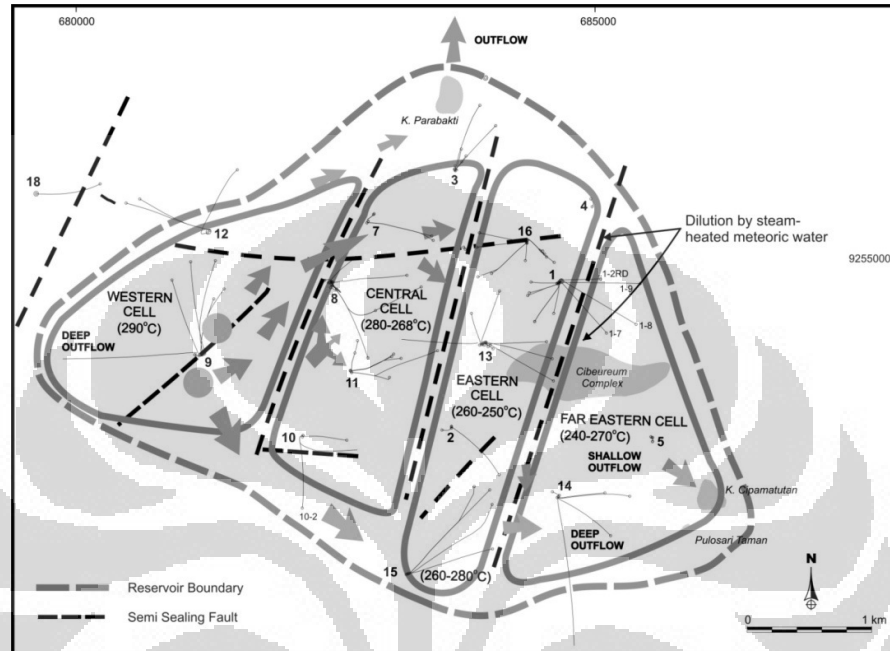 680000
685000
OUTFLOW
K. Parabakti
18
3
12
7
16
4
Dilution by steam-
heated meteoric
water
9255000
1
1-2RD
1-9
8
WESTERN
CELL
(290°C)
CENTRAL
CELL
(280-268°C)
DEEP
OUTFLOW
1-8
1-7
9
13
11
Cibeureum
Complex
EASTERN
CELL
(260-250°C)
FAR EASTERN CELL
(240-270°C)
10
2
5
SHALLOW
OUTFLOW
14
K. Cipamatutan
10-2
DEEP
OUTFLOW
Pulosari Taman
15
(260-280°C)
N
Reservoir Boundary
Semi Sealing Fault
0
1 km